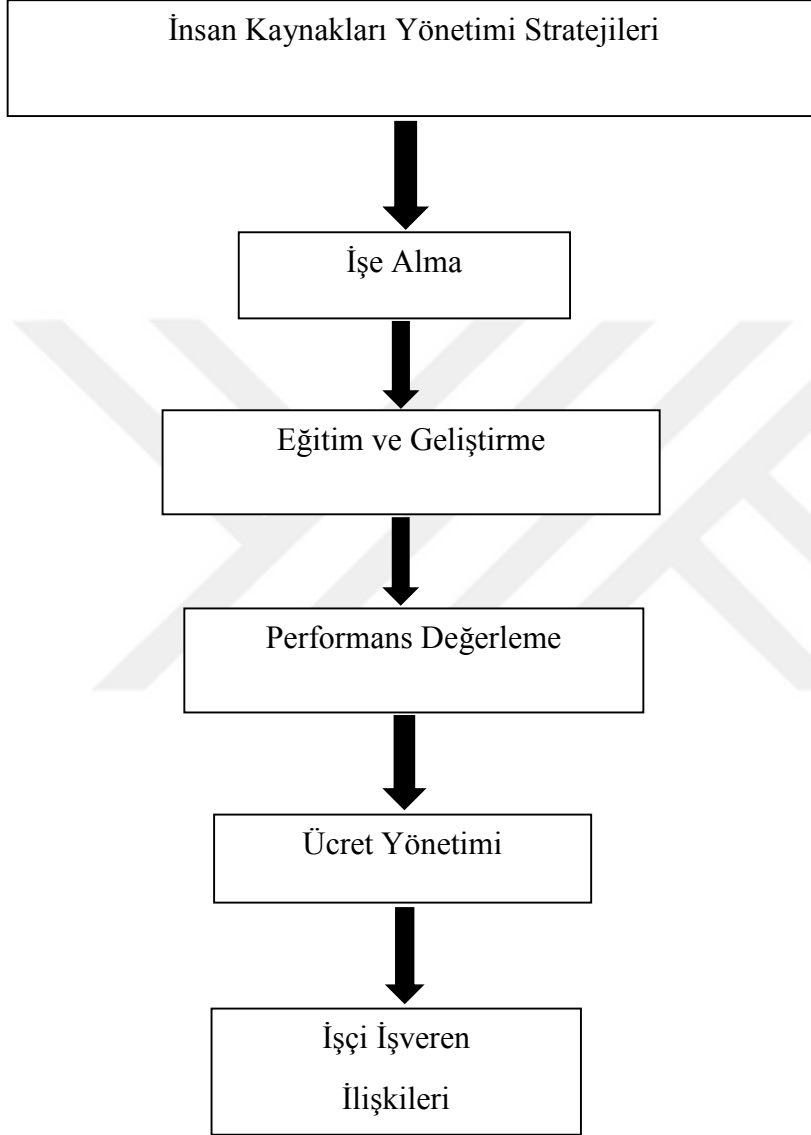 İnsan Kaynakları Yönetimi Stratejileri
İşe Alma
Eğitim ve Geliştirme
Performans Değerleme
Ücret Yönetimi
İşçi İşveren
İlişkileri